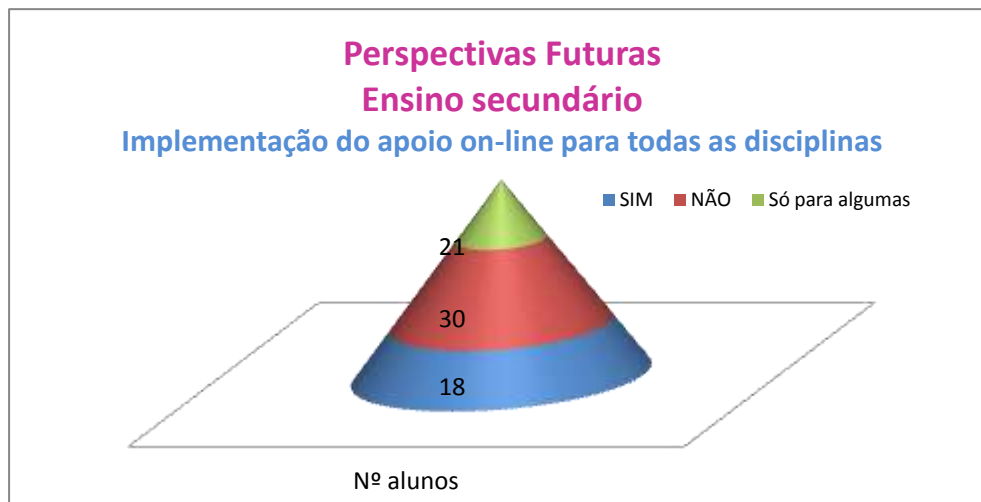 Perspectivas Futuras
Ensino secundário
Implementação do apoio on-line para todas as disciplinas
SIM NÃO Só para algumas
21
30
18
Nº alunos